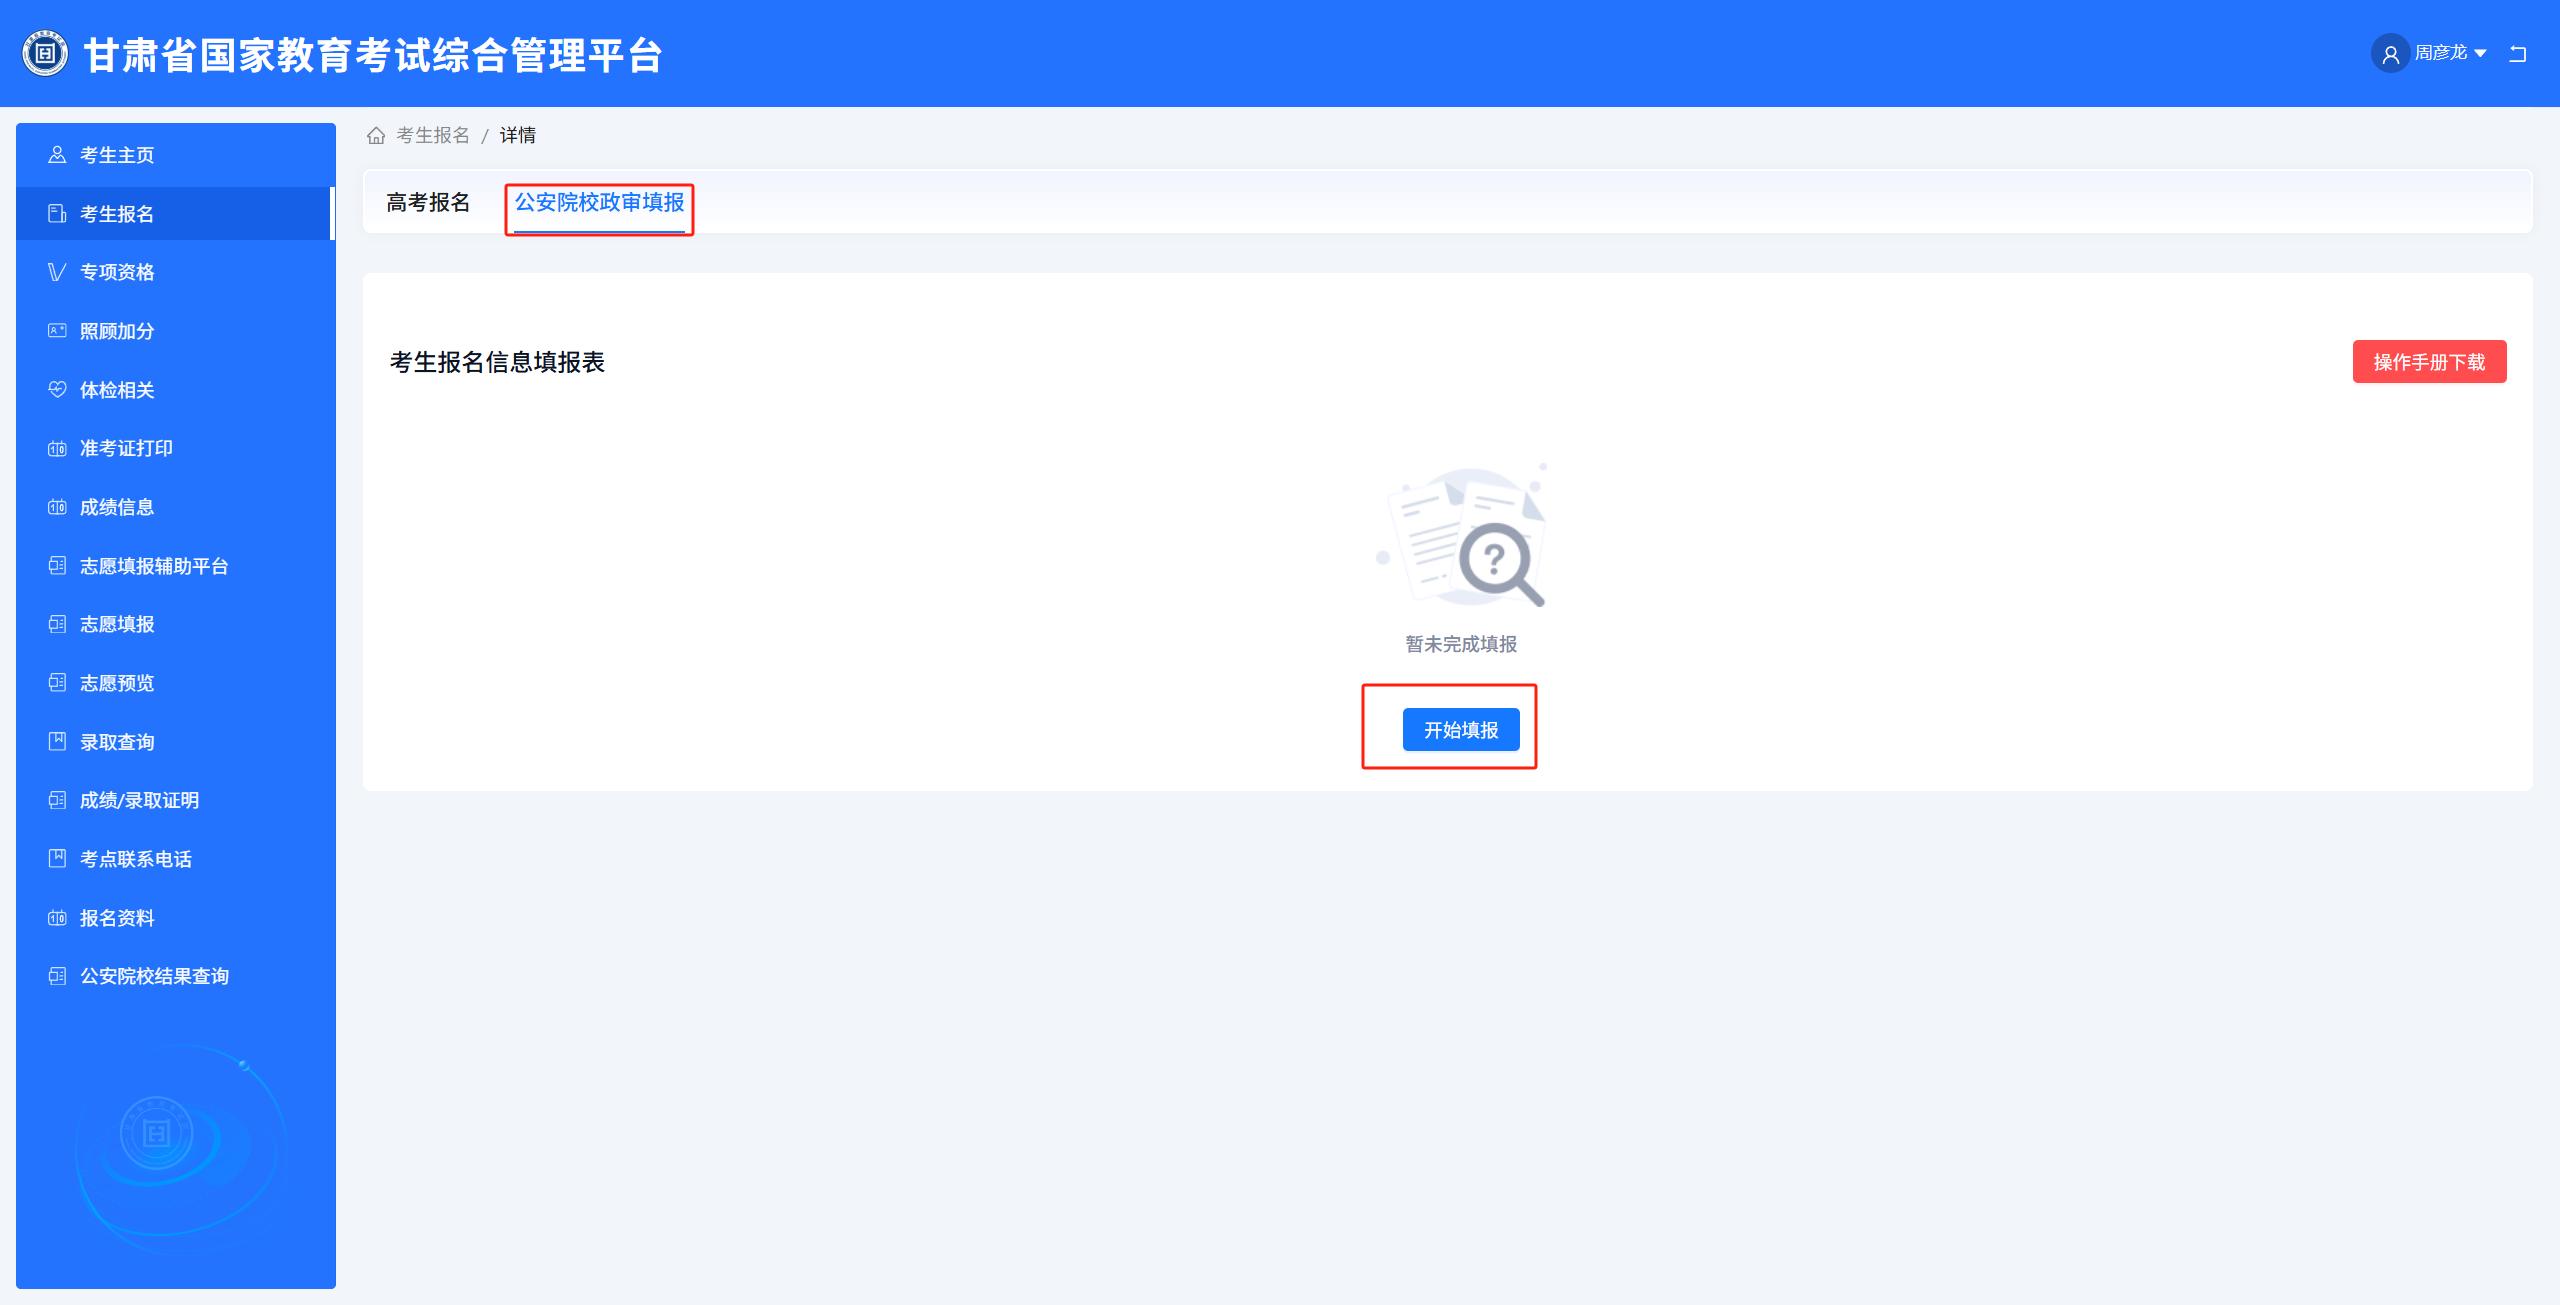 甘肃省国家教育考试综合管理平台
周彦龙
考生主页
考生报名
专项资格
照顾加分
体检相关
准考证打印
成绩信息
志愿填报辅助平台
志愿填报
志愿预览
录取查询
成绩/录取证明
考点联系电话
报名资料
公安院校结果查询
考生报名 / 详情
高考报名 公安院校政审填报
考生报名信息填报表
操作手册下载
暂未完成填报
开始填报